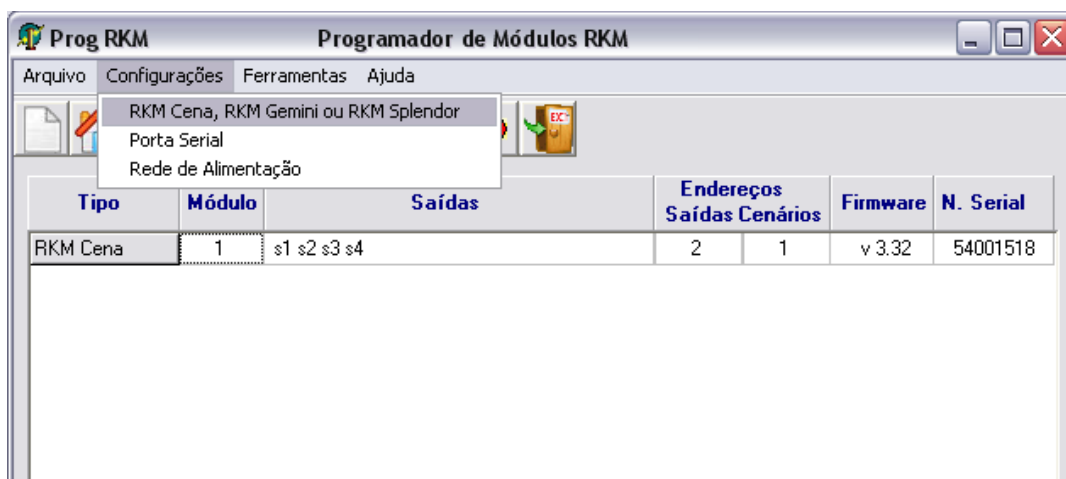 Prog RKM Programador de Módulos RKM
Arquivo Configurações Ferramentas Ajuda
RKM Cena, RKM Gemini ou RKM Splendor
Porta Serial
Rede de Alimentação
EXIT
Tipo Módulo Saídas Endereços Saídas Cenários Firmware N. Serial
RKM Cena 1 s1 s2 s3 s4 2 1 v 3.32 54001518